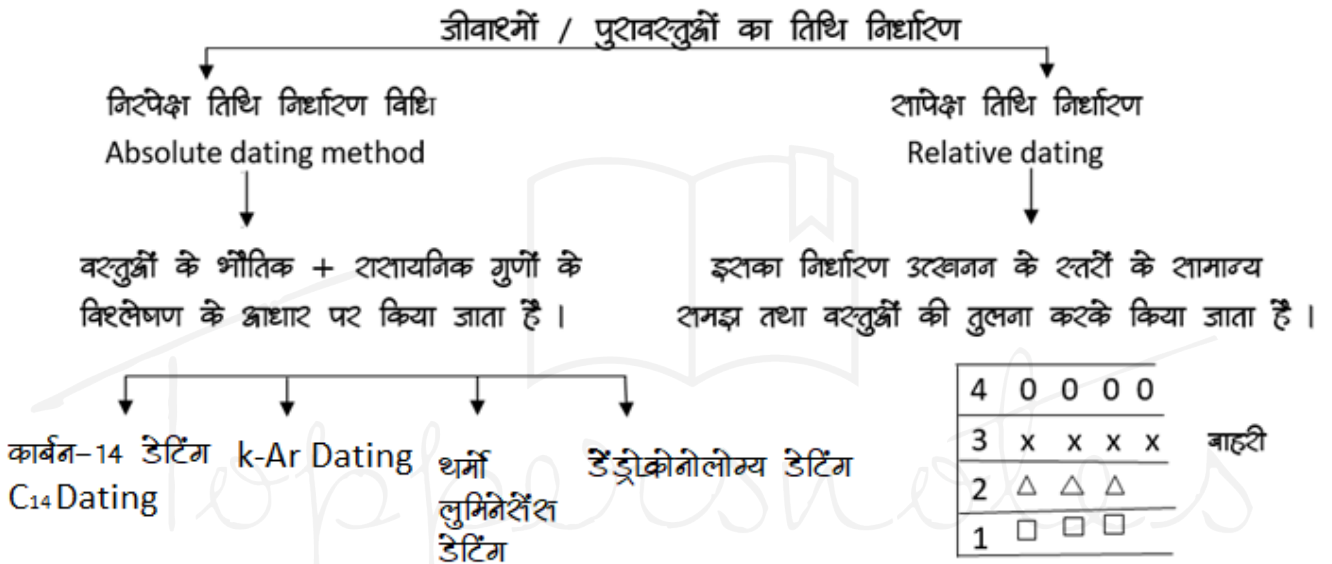 जीवाश्मों / पुरावस्तुओं का तिथि निर्धारण
निरपेक्ष तिथि निर्धारण विधि
Absolute dating method
वस्तुओं के भौतिक + रासायनिक गुणों के
विश्लेषण के आधार पर किया जाता है ।
कार्बन-14 डेटिंग
C14 Dating
k-Ar Dating
थर्मो
लुमिनेसेंस
डेटिंग
डेंड्रोक्रोनोलोग्य डेटिंग
सापेक्ष तिथि निर्धारण
Relative dating
इसका निर्धारण उत्खनन के स्तरों के सामान्य
समझ तथा वस्तुओं की तुलना करके किया जाता है ।
4 0 0 0 0
3 x x x x बाहरी
2 △ △ △
1 □ □ □
Toppersnotes